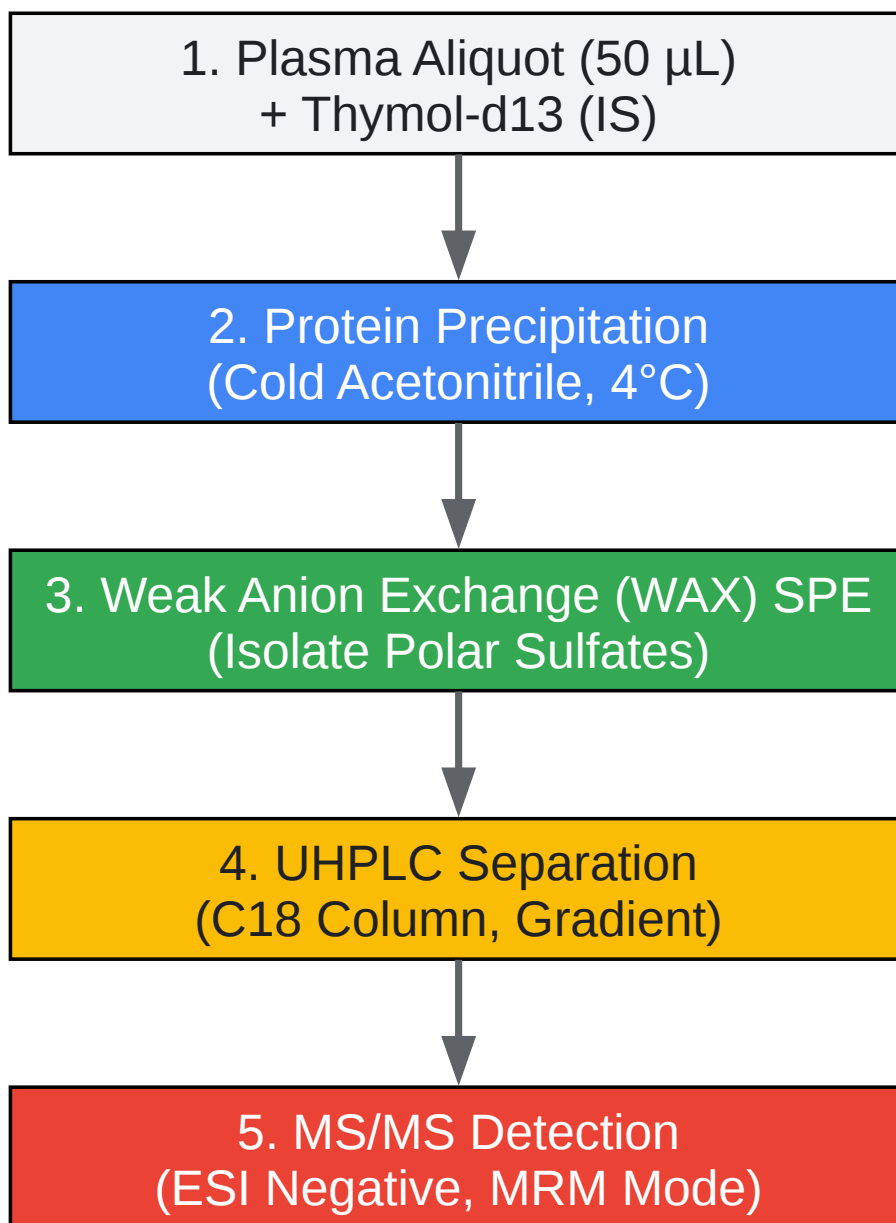 1. Plasma Aliquot (50 µL)
+ Thymol-d13 (IS)
2. Protein Precipitation
(Cold Acetonitrile, 4°C)
3. Weak Anion Exchange (WAX) SPE
(Isolate Polar Sulfates)
4. UHPLC Separation
(C18 Column, Gradient)
5. MS/MS Detection
(ESI Negative, MRM Mode)